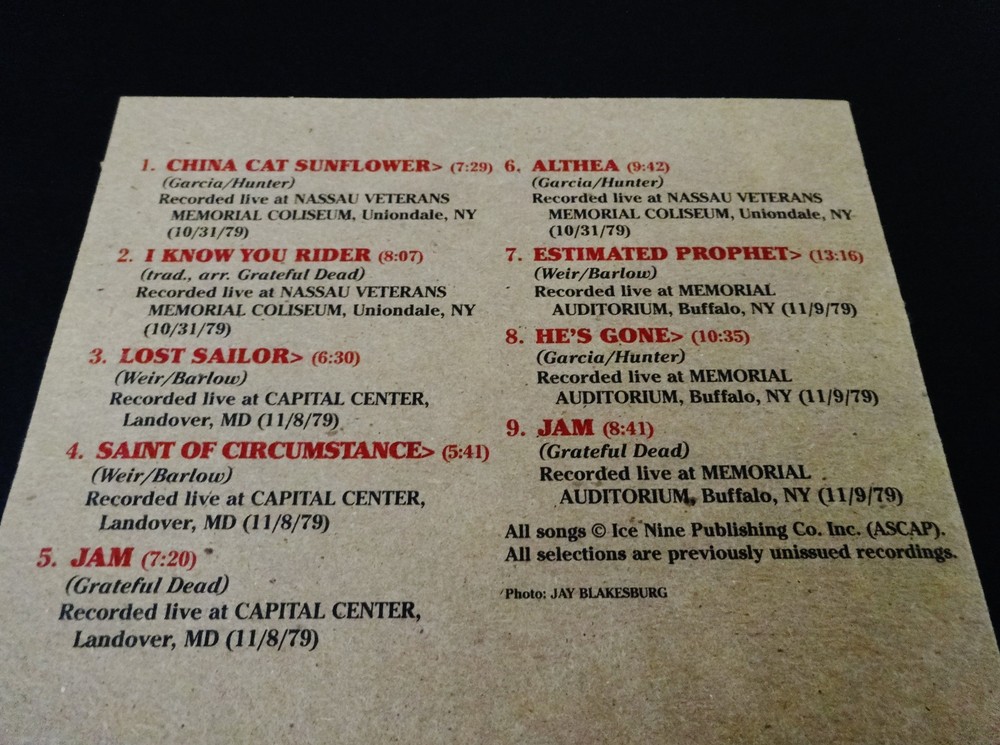 1. CHINA CAT SUNFLOWER> (7:29)
(Garcia/Hunter)
Recorded live at NASSAU VETERANS
MEMORIAL COLISEUM, Uniondale, NY
(10/31/79)
2. I KNOW YOU RIDER (8:07)
(trad., arr. Grateful Dead)
Recorded live at NASSAU VETERANS
MEMORIAL COLISEUM, Uniondale, NY
(10/31/79)
3. LOST SAILOR> (6:30)
(Weir/Barlow)
Recorded live at CAPITAL CENTER,
Landover, MD (11/8/79)
4. SAINT OF CIRCUMSTANCE> (5:41)
(Weir/Barlow)
Recorded live at CAPITAL CENTER,
Landover, MD (11/8/79)
5. JAM (7:20)
(Grateful Dead)
Recorded live at CAPITAL CENTER,
Landover, MD (11/8/79)
6. ALTHEA (9:42)
(Garcia/Hunter)
Recorded live at NASSAU VETERANS
MEMORIAL COLISEUM, Uniondale, NY
(10/31/79)
7. ESTIMATED PROPHET> (13:16)
(Weir/Barlow)
Recorded live at MEMORIAL
AUDITORIUM, Buffalo, NY (11/9/79)
8. HE'S GONE> (10:35)
(Garcia/Hunter)
Recorded live at MEMORIAL
AUDITORIUM, Buffalo, NY (11/9/79)
9. JAM (8:41)
(Grateful Dead)
Recorded live at MEMORIAL
AUDITORIUM, Buffalo, NY (11/9/79)
All songs © Ice Nine Publishing Co. Inc. (ASCAP).
All selections are previously unissued recordings.
Photo: JAY BLAKESBURG